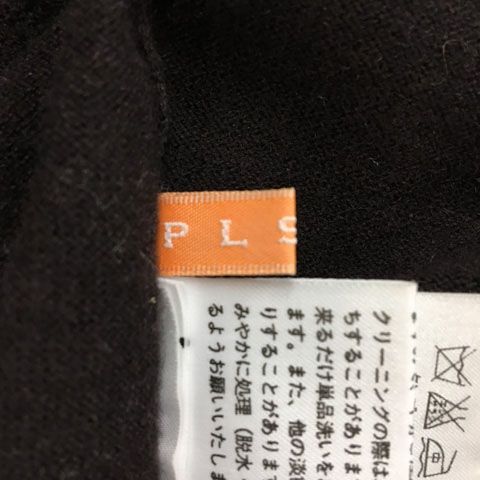 PLS
クリーニングの際は
ちすることがありま
来るだけ単品洗いを
ます。また、他の淡
りすることがありま
みやかに処理（脱水
るようお願いいたしま